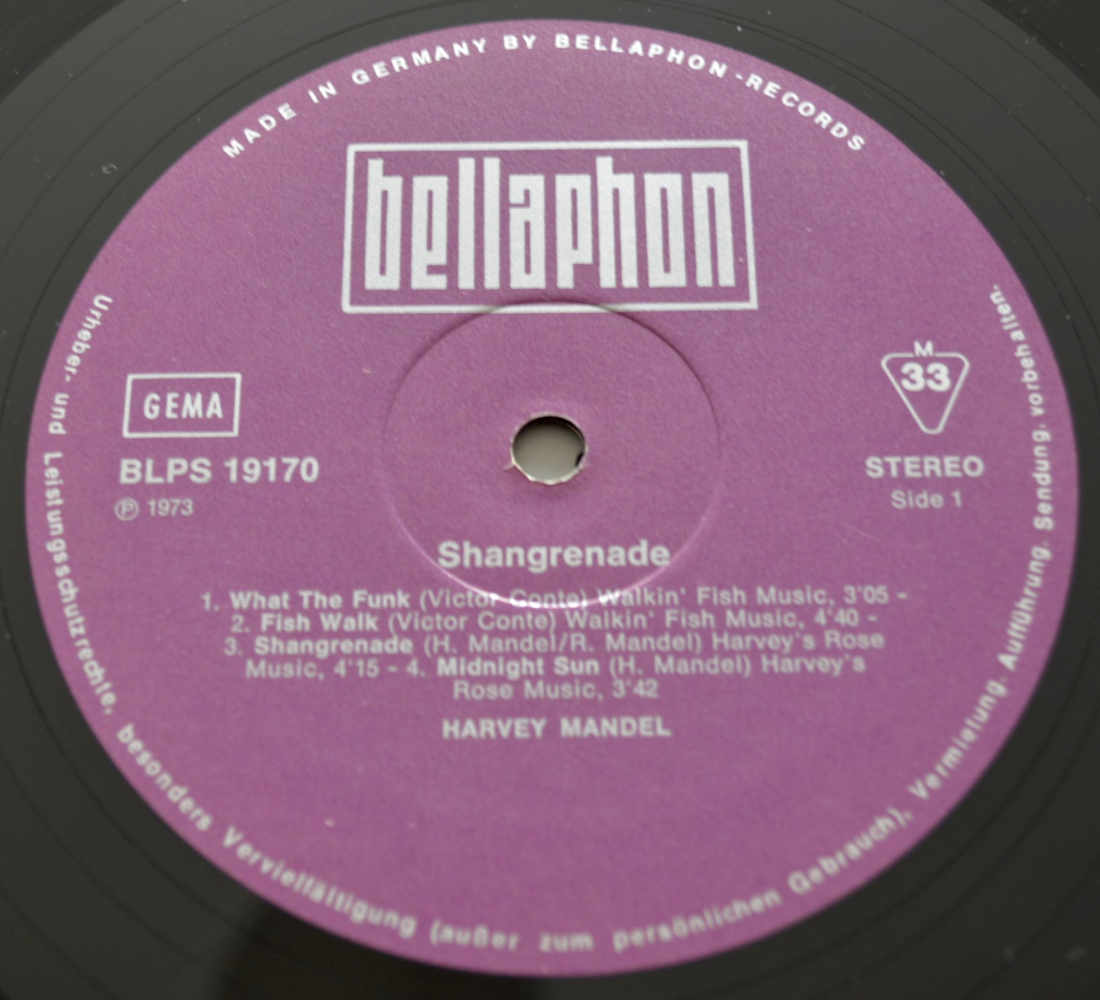 MADE IN GERMANY BY BELLAPHON-RECORDS
bellaphon
GEMA
BLPS 19170
℗ 1973
M
33
STEREO
Side 1
Shangrenade
1. What The Funk (Victor Conte) Walkin' Fish Music, 3'05 -
2. Fish Walk (Victor Conte) Walkin' Fish Music, 4'40 -
3. Shangrenade (H. Mandel/R. Mandel) Harvey's Rose
Music, 4'15 - 4. Midnight Sun (H. Mandel) Harvey's
Rose Music, 3'42
HARVEY MANDEL
Urheber- und Leistungsschutzrechte, besonders Vervielfältigung (außer zum persönlichen Gebrauch), Vermietung, Aufführung, Sendung, vorbehalten.